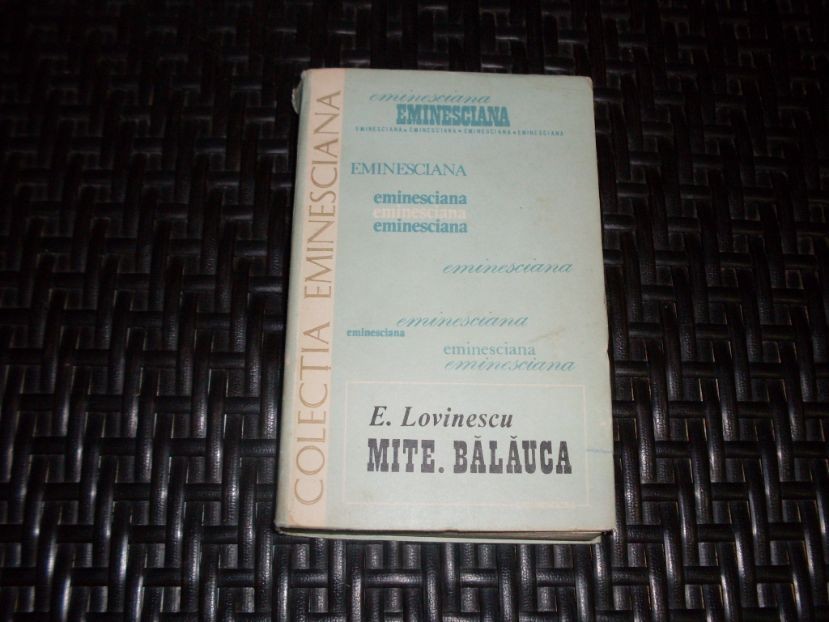 COLECȚIA EMINESCIANA
eminesciana
EMINESCIANA
EMINESCIANA • EMINESCIANA • EMINESCIANA • EMINESCIANA
EMINESCIANA
eminesciana
eminesciana
eminesciana
eminesciana
eminesciana
eminesciana
eminesciana
eminesciana
E. Lovinescu
MITE. BĂLĂUCA